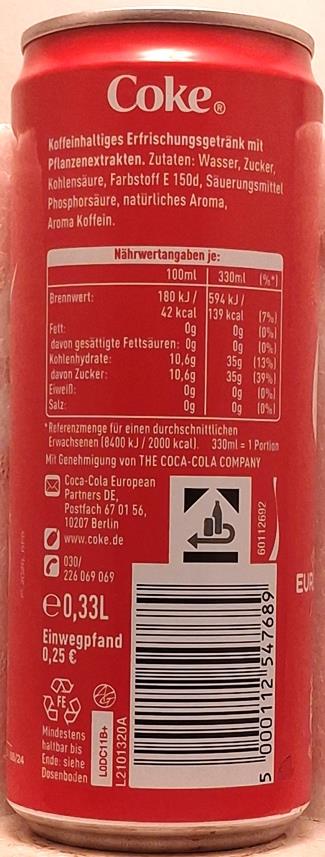 Coke®
Koffeinhaltiges Erfrischungsgetränk mit
Pflanzenextrakten. Zutaten: Wasser, Zucker,
Kohlensäure, Farbstoff E 150d, Säuerungsmittel
Phosphorsäure, natürliches Aroma,
Aroma Koffein.
Nährwertangaben je:
100ml 330ml (%*)
Brennwert: 180 kJ / 594 kJ /
42 kcal 139 kcal (7%)
Fett: 0g 0g (0%)
davon gesättigte Fettsäuren: 0g 0g (0%)
Kohlenhydrate: 10,6g 35g (13%)
davon Zucker: 10,6g 35g (39%)
Eiweiß: 0g 0g (0%)
Salz: 0g 0g (0%)
*Referenzmenge für einen durchschnittlichen
Erwachsenen (8400 kJ / 2000 kcal). 330ml = 1 Portion
Mit Genehmigung von THE COCA-COLA COMPANY
Coca-Cola European
Partners DE,
Postfach 67 01 56,
10207 Berlin
www.coke.de
030/
226 069 069
e0,33L
Einwegpfand
0,25 €
FE
Mindestens
haltbar bis
Ende: siehe
Dosenboden
LODC11B+
L2101320A
60112692
5 000112 547689
EUR